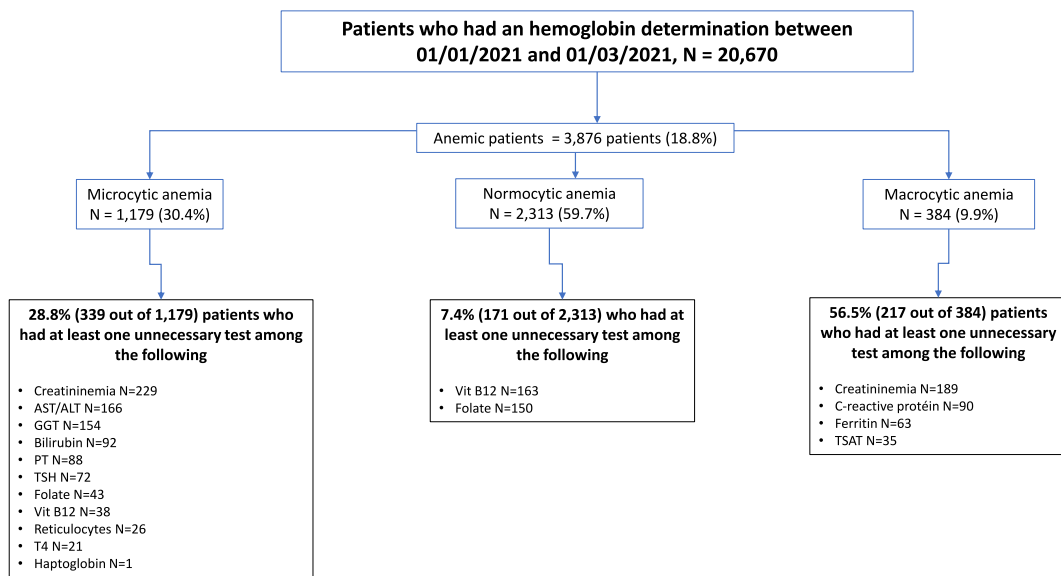 Patients who had an hemoglobin determination between
01/01/2021 and 01/03/2021, N = 20,670
Anemic patients = 3,876 patients (18.8%)
Microcytic anemia
N = 1,179 (30.4%)
Normocytic anemia
N = 2,313 (59.7%)
Macrocytic anemia
N = 384 (9.9%)
28.8% (339 out of 1,179) patients who
had at least one unnecessary test among
the following
• Creatininemia N=229
• AST/ALT N=166
• GGT N=154
• Bilirubin N=92
• PT N=88
• TSH N=72
• Folate N=43
• Vit B12 N=38
• Reticulocytes N=26
• T4 N=21
• Haptoglobin N=1
7.4% (171 out of 2,313) who had at
least one unnecessary test among the
following
• Vit B12 N=163
• Folate N=150
56.5% (217 out of 384) patients
who had at least one unnecessary
test among the following
• Creatininemia N=189
• C-reactive protéin N=90
• Ferritin N=63
• TSAT N=35